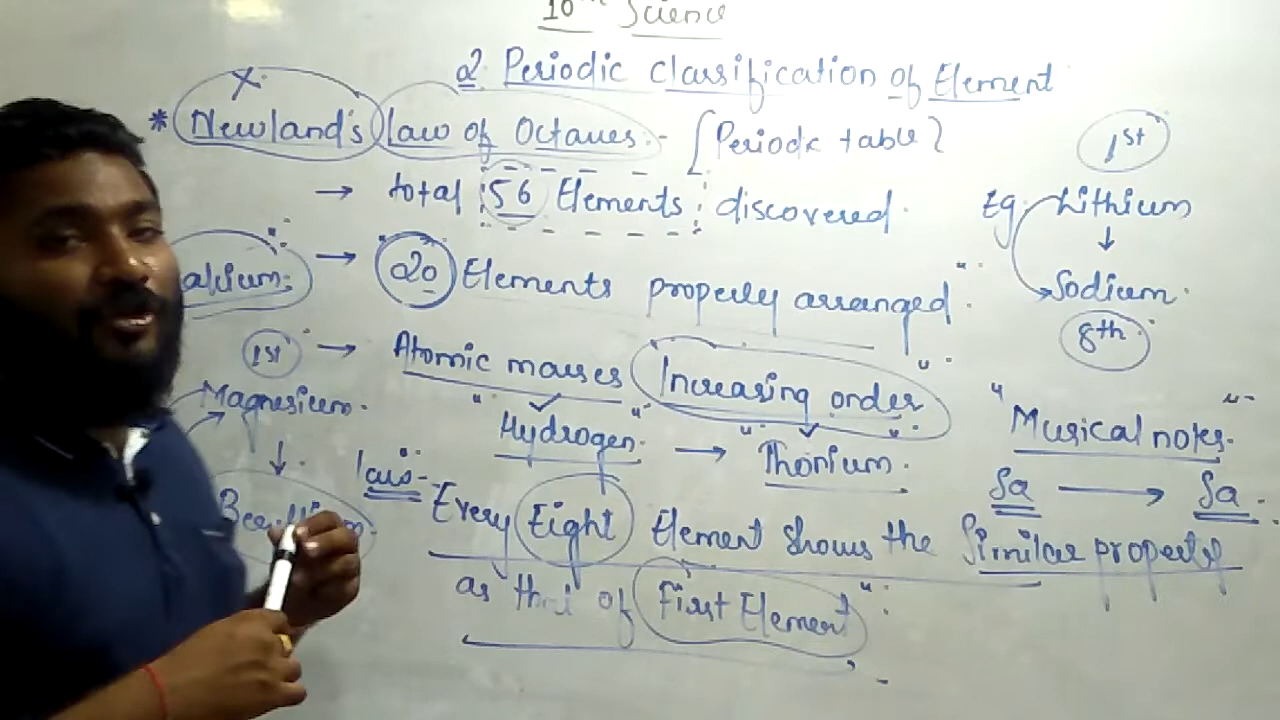 10th Science
2. Periodic classification of Element
X
* Newland's law of Octaves :- [Periodic table]
→ total 56 Elements discovered.
→ 20 Elements properly arranged.
alcium
→ Atomic masses Increasing order
Hydrogen → Thorium.
1st
Magnesium.
↓
law :-
Every Eight Element shows the Similar property
as that of First Element
1st
Eg. Lithium
↓
Sodium.
8th
"Musical notes."
Sa → Sa